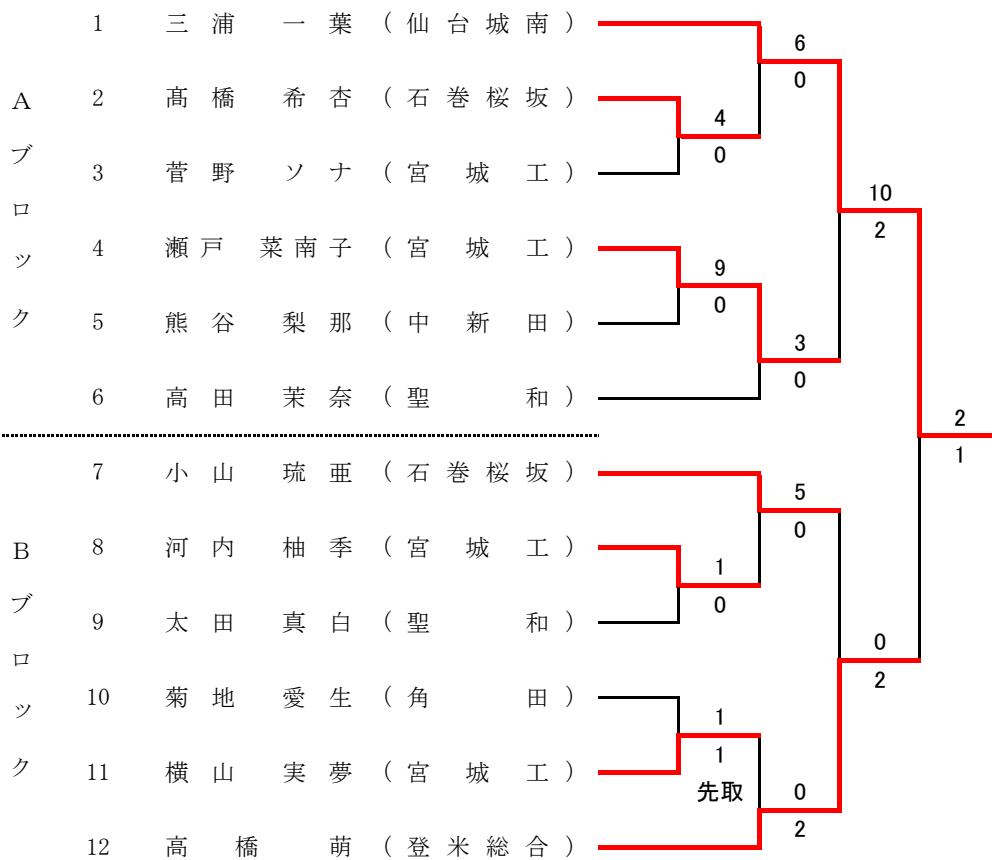 Aブロック
1 三浦 一葉 (仙台城南)
2 髙橋 希杏 (石巻桜坂)
3 菅野 ソナ (宮城工)
4 瀬戸 菜南子 (宮城工)
5 熊谷 梨那 (中新田)
6 高田 茉奈 (聖和)
6
0
4
0
9
0
3
0
10
2
2
1
Bブロック
7 小山 琉亜 (石巻桜坂)
8 河内 柚季 (宮城工)
9 太田 真白 (聖和)
10 菊地 愛生 (角田)
11 横山 実夢 (宮城工)
12 高橋 萌 (登米総合)
5
0
1
0
1
1
先取
0
2
0
2